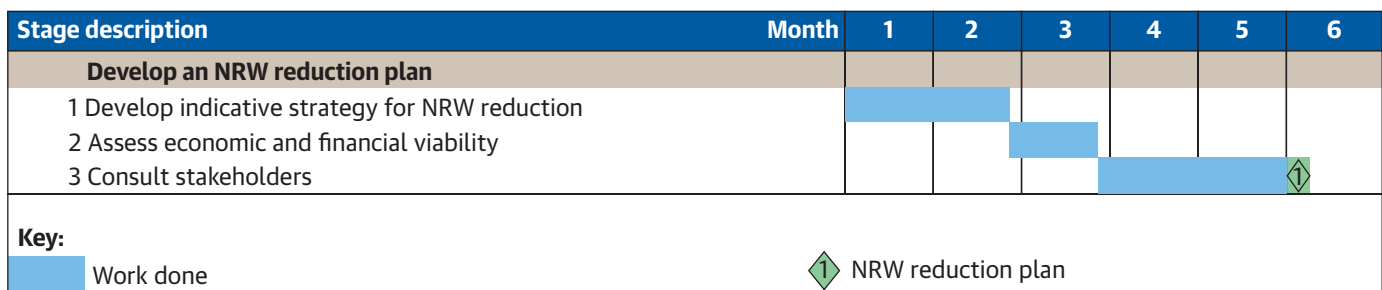 Stage description Month 1 2 3 4 5 6
Develop an NRW reduction plan
1 Develop indicative strategy for NRW reduction
2 Assess economic and financial viability
3 Consult stakeholders 1
Key:
Work done 1 NRW reduction plan